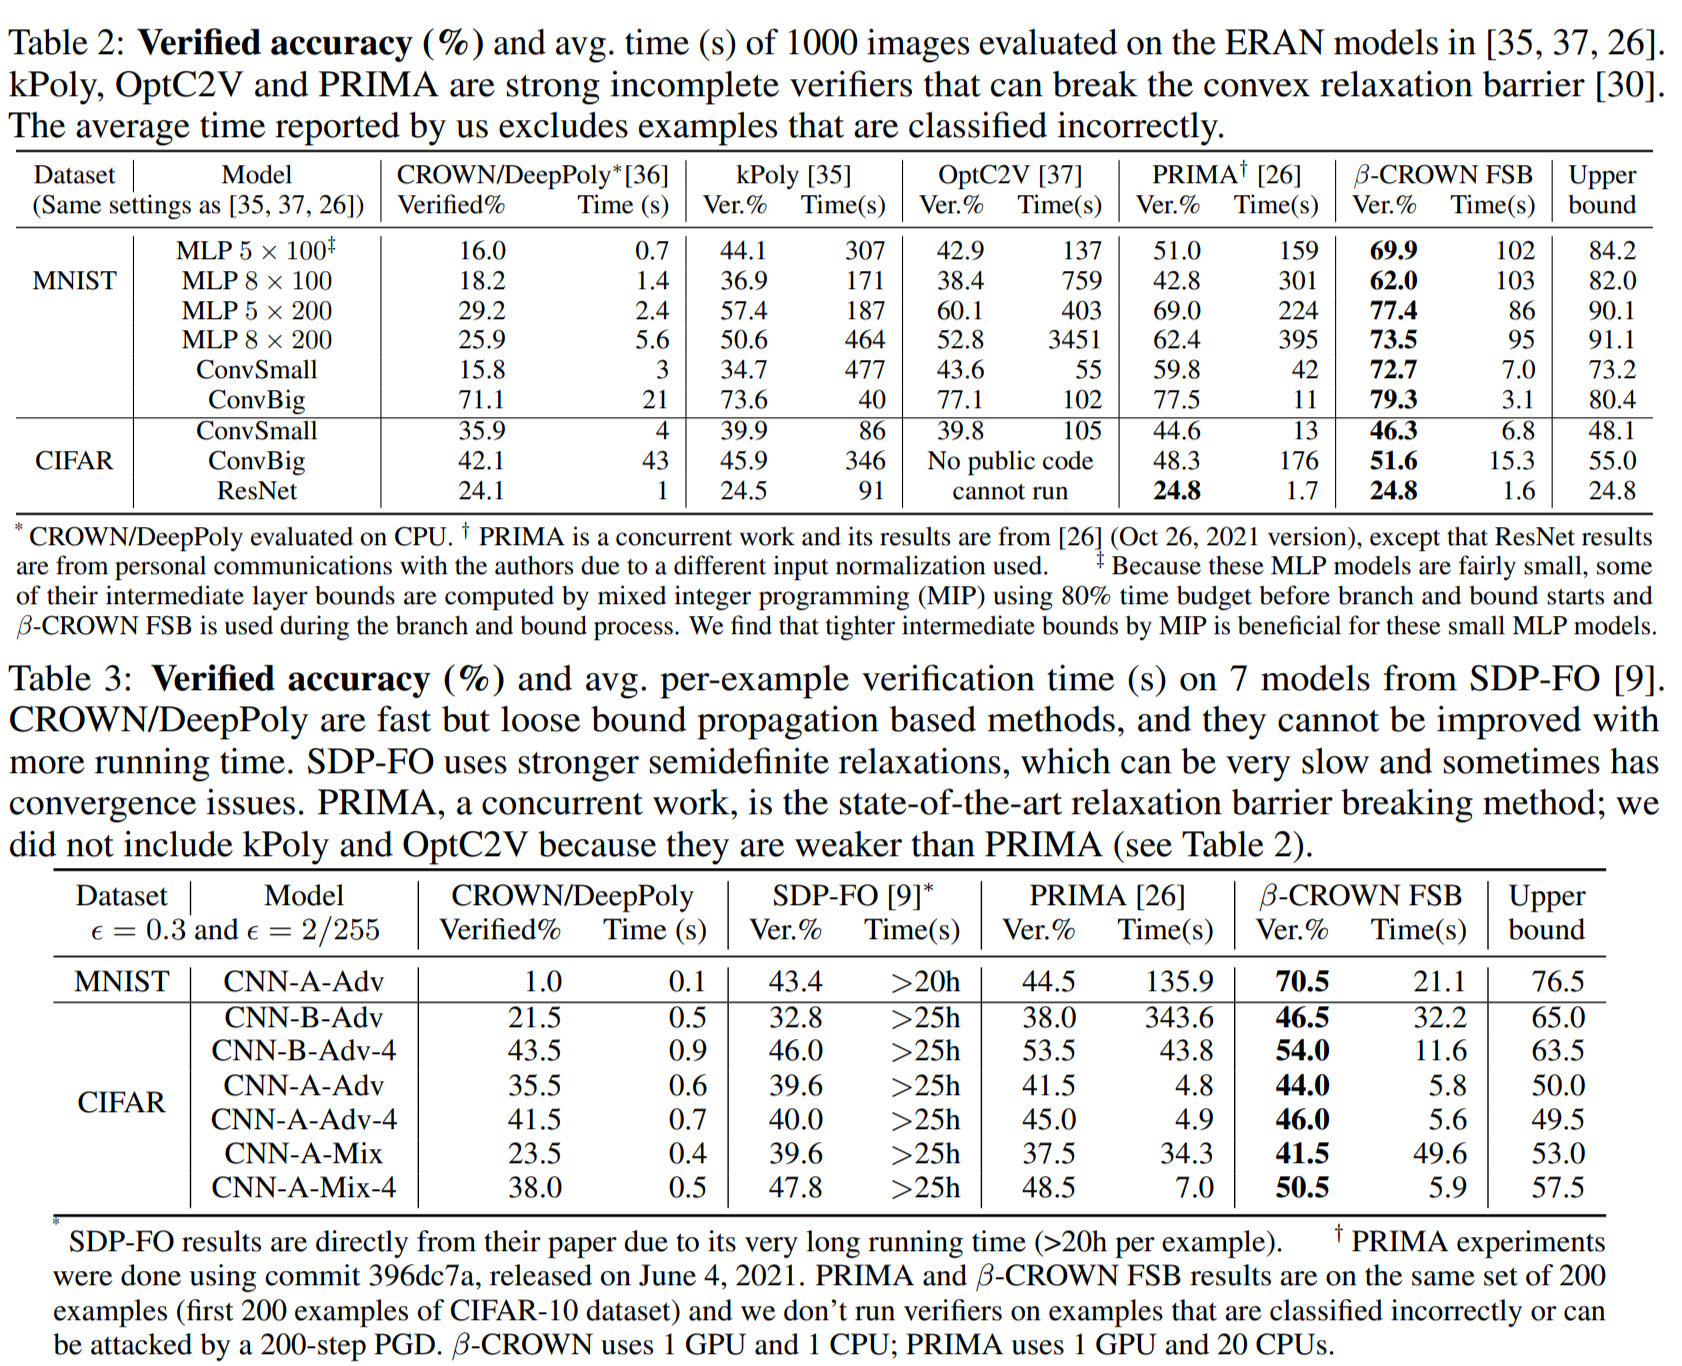 Table 2: Verified accuracy (%) and avg. time (s) of 1000 images evaluated on the ERAN models in [35, 37, 26].
kPoly, OptC2V and PRIMA are strong incomplete verifiers that can break the convex relaxation barrier [30].
The average time reported by us excludes examples that are classified incorrectly.
Dataset Model CROWN/DeepPoly*[36] kPoly [35] OptC2V [37] PRIMA† [26] β-CROWN FSB Upper
(Same settings as [35, 37, 26]) Verified% Time (s) Ver.% Time(s) Ver.% Time(s) Ver.% Time(s) Ver.% Time(s) bound
MLP 5 × 100‡ 16.0 0.7 44.1 307 42.9 137 51.0 159 69.9 102 84.2
MNIST MLP 8 × 100 18.2 1.4 36.9 171 38.4 759 42.8 301 62.0 103 82.0
MLP 5 × 200 29.2 2.4 57.4 187 60.1 403 69.0 224 77.4 86 90.1
MLP 8 × 200 25.9 5.6 50.6 464 52.8 3451 62.4 395 73.5 95 91.1
ConvSmall 15.8 3 34.7 477 43.6 55 59.8 42 72.7 7.0 73.2
ConvBig 71.1 21 73.6 40 77.1 102 77.5 11 79.3 3.1 80.4
ConvSmall 35.9 4 39.9 86 39.8 105 44.6 13 46.3 6.8 48.1
CIFAR ConvBig 42.1 43 45.9 346 No public code 48.3 176 51.6 15.3 55.0
ResNet 24.1 1 24.5 91 cannot run 24.8 1.7 24.8 1.6 24.8
* CROWN/DeepPoly evaluated on CPU. † PRIMA is a concurrent work and its results are from [26] (Oct 26, 2021 version), except that ResNet results
are from personal communications with the authors due to a different input normalization used. ‡ Because these MLP models are fairly small, some
of their intermediate layer bounds are computed by mixed integer programming (MIP) using 80% time budget before branch and bound starts and
β-CROWN FSB is used during the branch and bound process. We find that tighter intermediate bounds by MIP is beneficial for these small MLP models.
Table 3: Verified accuracy (%) and avg. per-example verification time (s) on 7 models from SDP-FO [9].
CROWN/DeepPoly are fast but loose bound propagation based methods, and they cannot be improved with
more running time. SDP-FO uses stronger semidefinite relaxations, which can be very slow and sometimes has
convergence issues. PRIMA, a concurrent work, is the state-of-the-art relaxation barrier breaking method; we
did not include kPoly and OptC2V because they are weaker than PRIMA (see Table 2).
Dataset Model CROWN/DeepPoly SDP-FO [9]* PRIMA [26] β-CROWN FSB Upper
ϵ = 0.3 and ϵ = 2/255 Verified% Time (s) Ver.% Time(s) Ver.% Time(s) Ver.% Time(s) bound
MNIST CNN-A-Adv 1.0 0.1 43.4 >20h 44.5 135.9 70.5 21.1 76.5
CNN-B-Adv 21.5 0.5 32.8 >25h 38.0 343.6 46.5 32.2 65.0
CNN-B-Adv-4 43.5 0.9 46.0 >25h 53.5 43.8 54.0 11.6 63.5
CIFAR CNN-A-Adv 35.5 0.6 39.6 >25h 41.5 4.8 44.0 5.8 50.0
CNN-A-Adv-4 41.5 0.7 40.0 >25h 45.0 4.9 46.0 5.6 49.5
CNN-A-Mix 23.5 0.4 39.6 >25h 37.5 34.3 41.5 49.6 53.0
CNN-A-Mix-4 38.0 0.5 47.8 >25h 48.5 7.0 50.5 5.9 57.5
* SDP-FO results are directly from their paper due to its very long running time (>20h per example). † PRIMA experiments
were done using commit 396dc7a, released on June 4, 2021. PRIMA and β-CROWN FSB results are on the same set of 200
examples (first 200 examples of CIFAR-10 dataset) and we don't run verifiers on examples that are classified incorrectly or can
be attacked by a 200-step PGD. β-CROWN uses 1 GPU and 1 CPU; PRIMA uses 1 GPU and 20 CPUs.